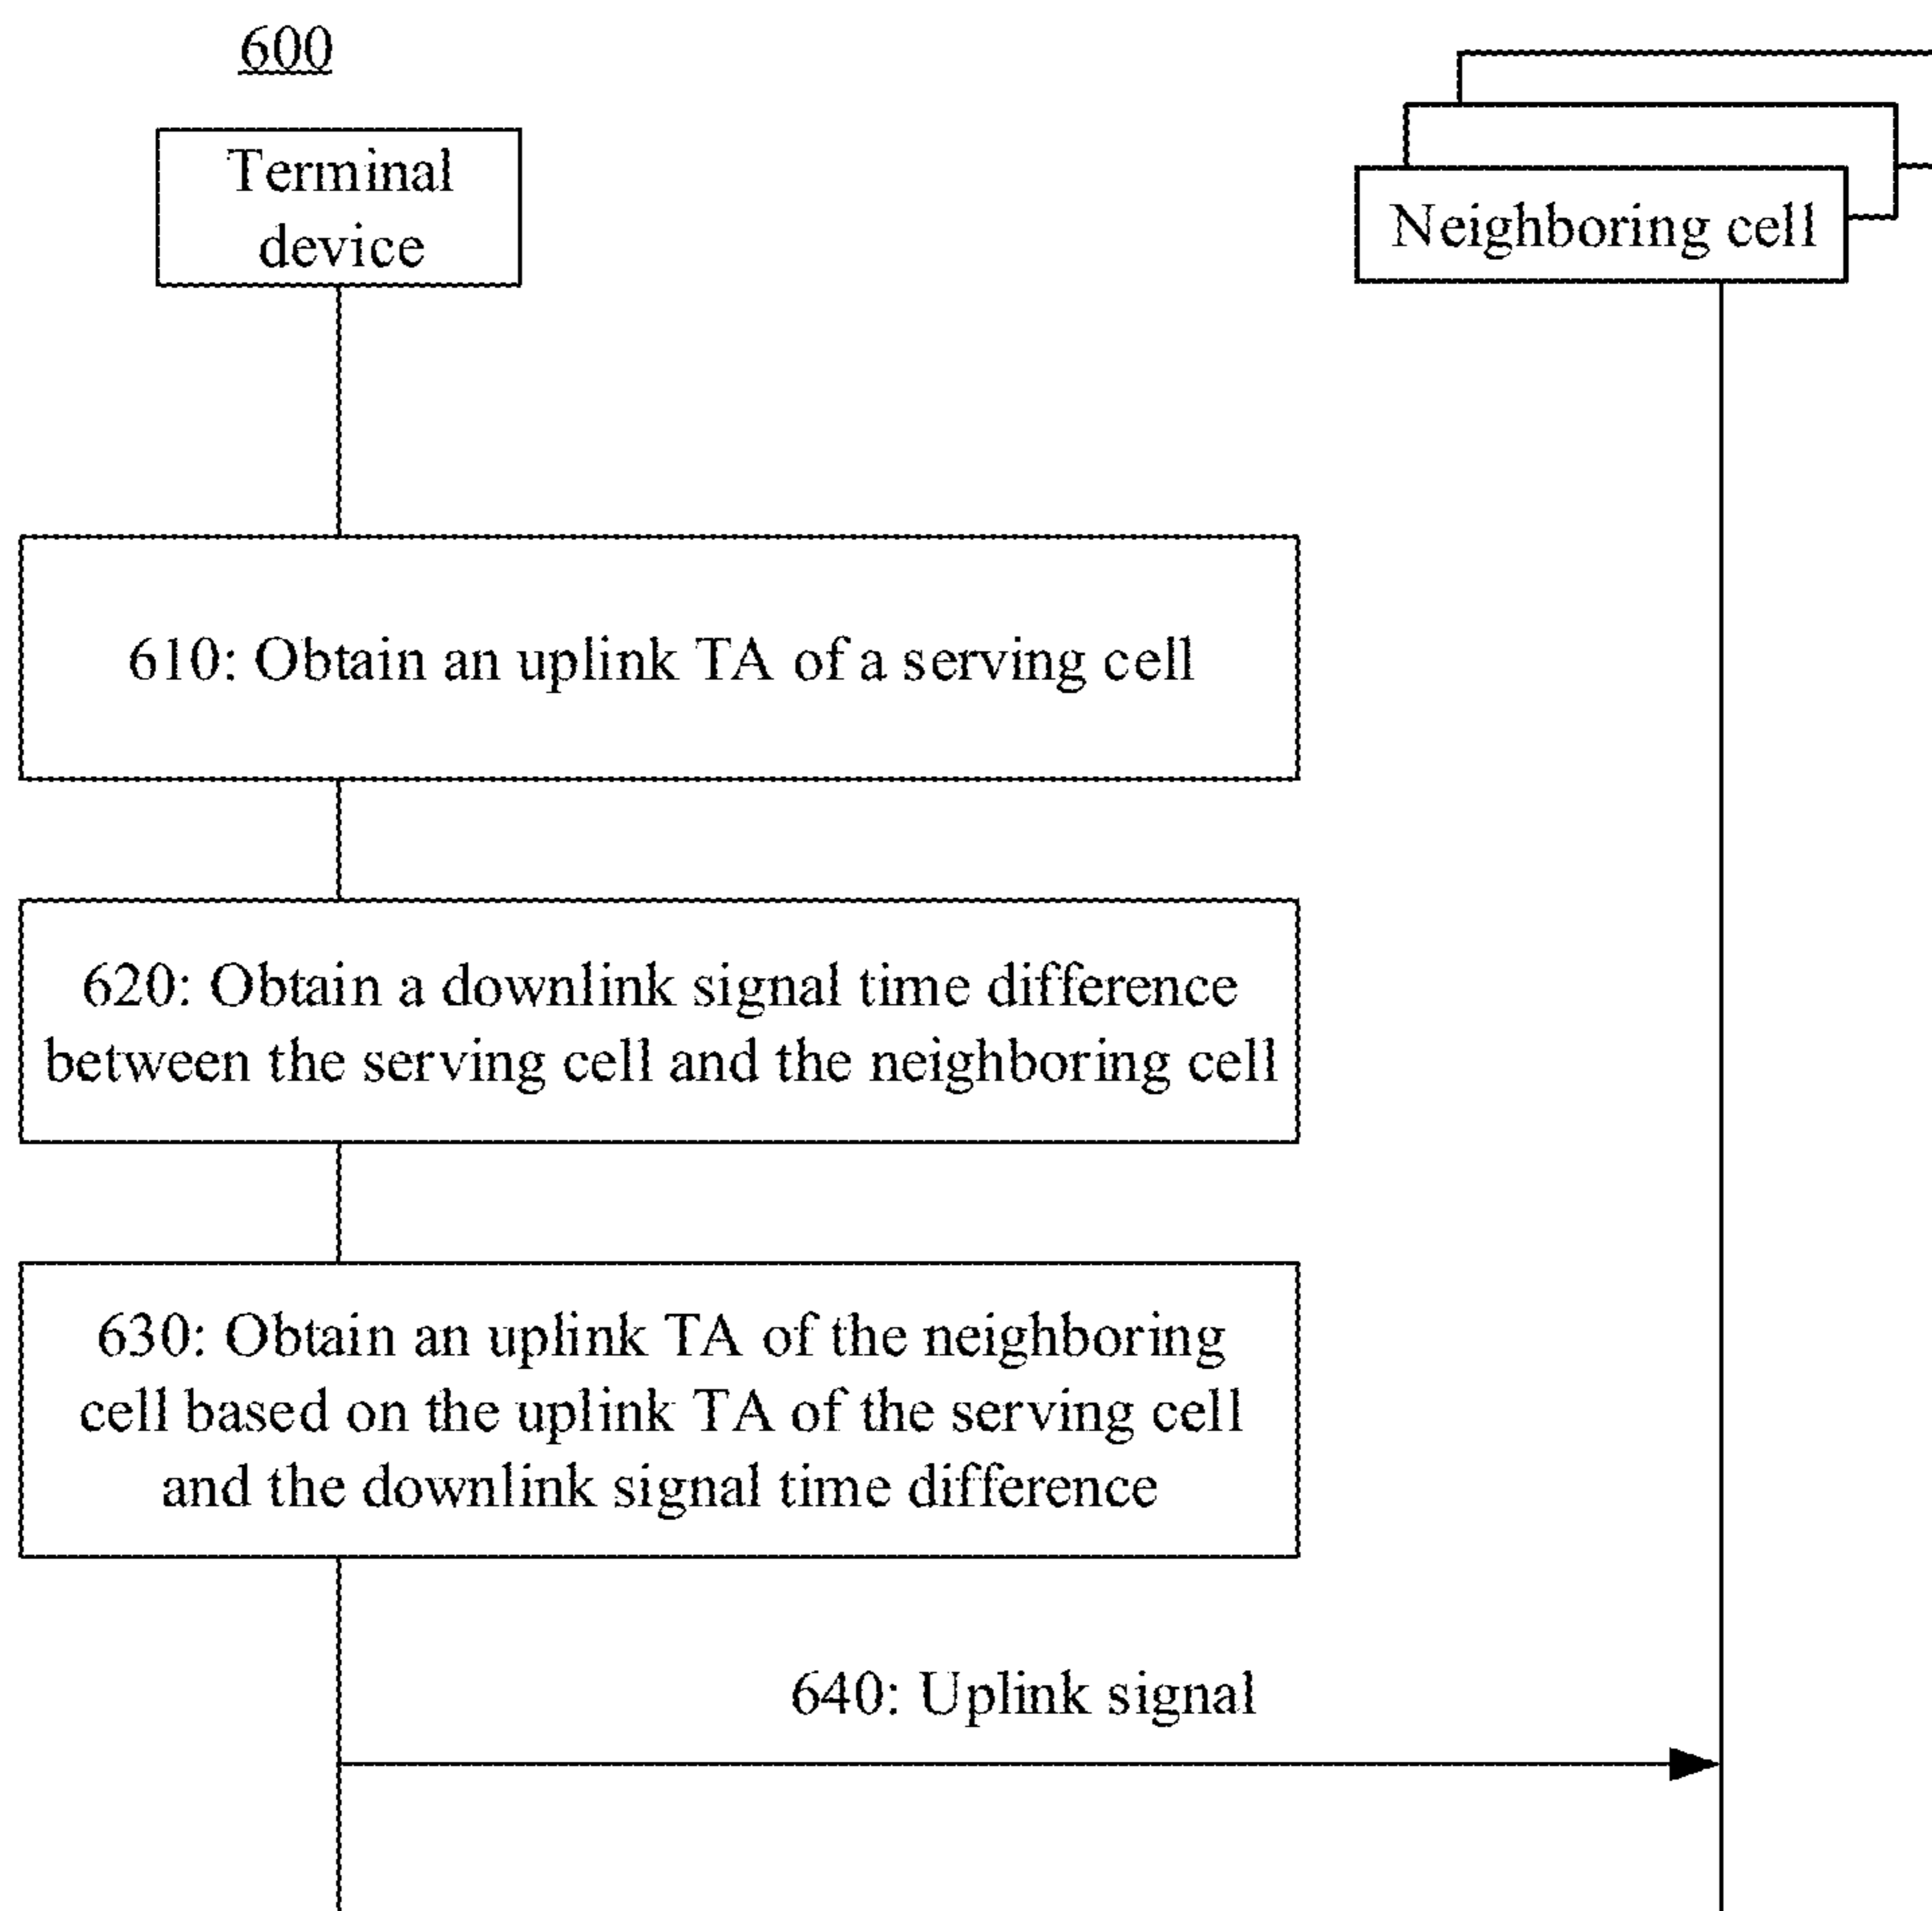 600
Terminal
device
Neighboring cell
610: Obtain an uplink TA of a serving cell
620: Obtain a downlink signal time difference
between the serving cell and the neighboring cell
630: Obtain an uplink TA of the neighboring
cell based on the uplink TA of the serving cell
and the downlink signal time difference
640: Uplink signal